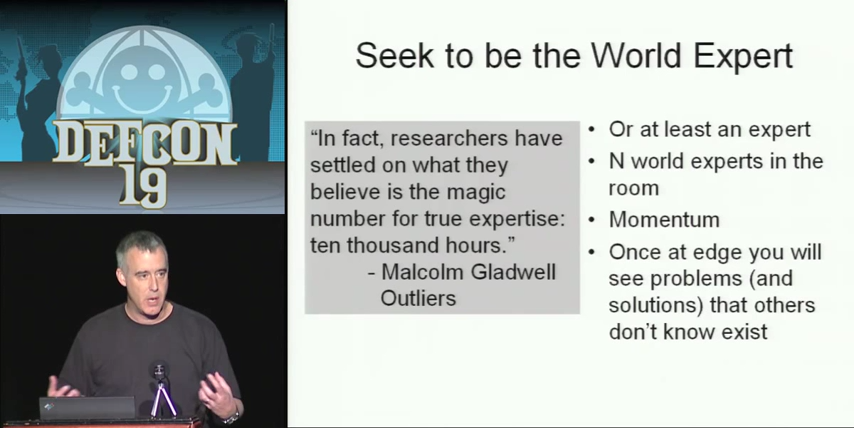 DEFCON
19
Seek to be the World Expert
“In fact, researchers have
settled on what they
believe is the magic
number for true expertise:
ten thousand hours.”
- Malcolm Gladwell
Outliers
• Or at least an expert
• N world experts in the
room
• Momentum
• Once at edge you will
see problems (and
solutions) that others
don’t know exist